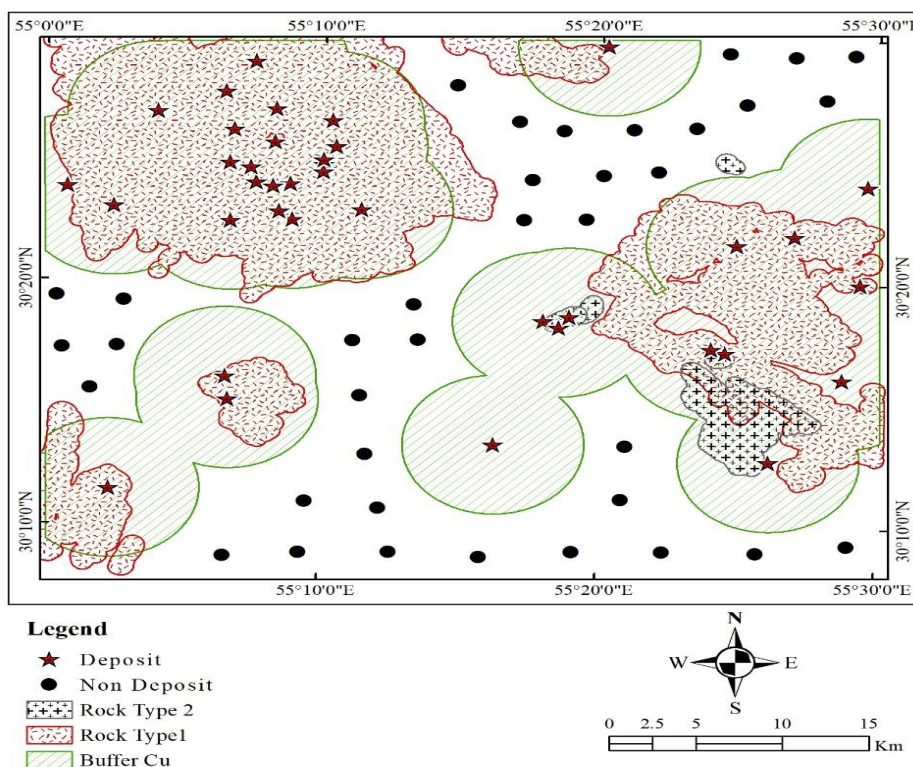 55°0'0"E 55°10'0"E 55°20'0"E 55°30'0"E
30°20'0"N 30°20'0"N
30°10'0"N 30°10'0"N
55°10'0"E 55°20'0"E 55°30'0"E
Legend
Deposit
Non Deposit
Rock Type 2
Rock Type1
Buffer Cu
N
W E
S
0 2.5 5 10 15
Km